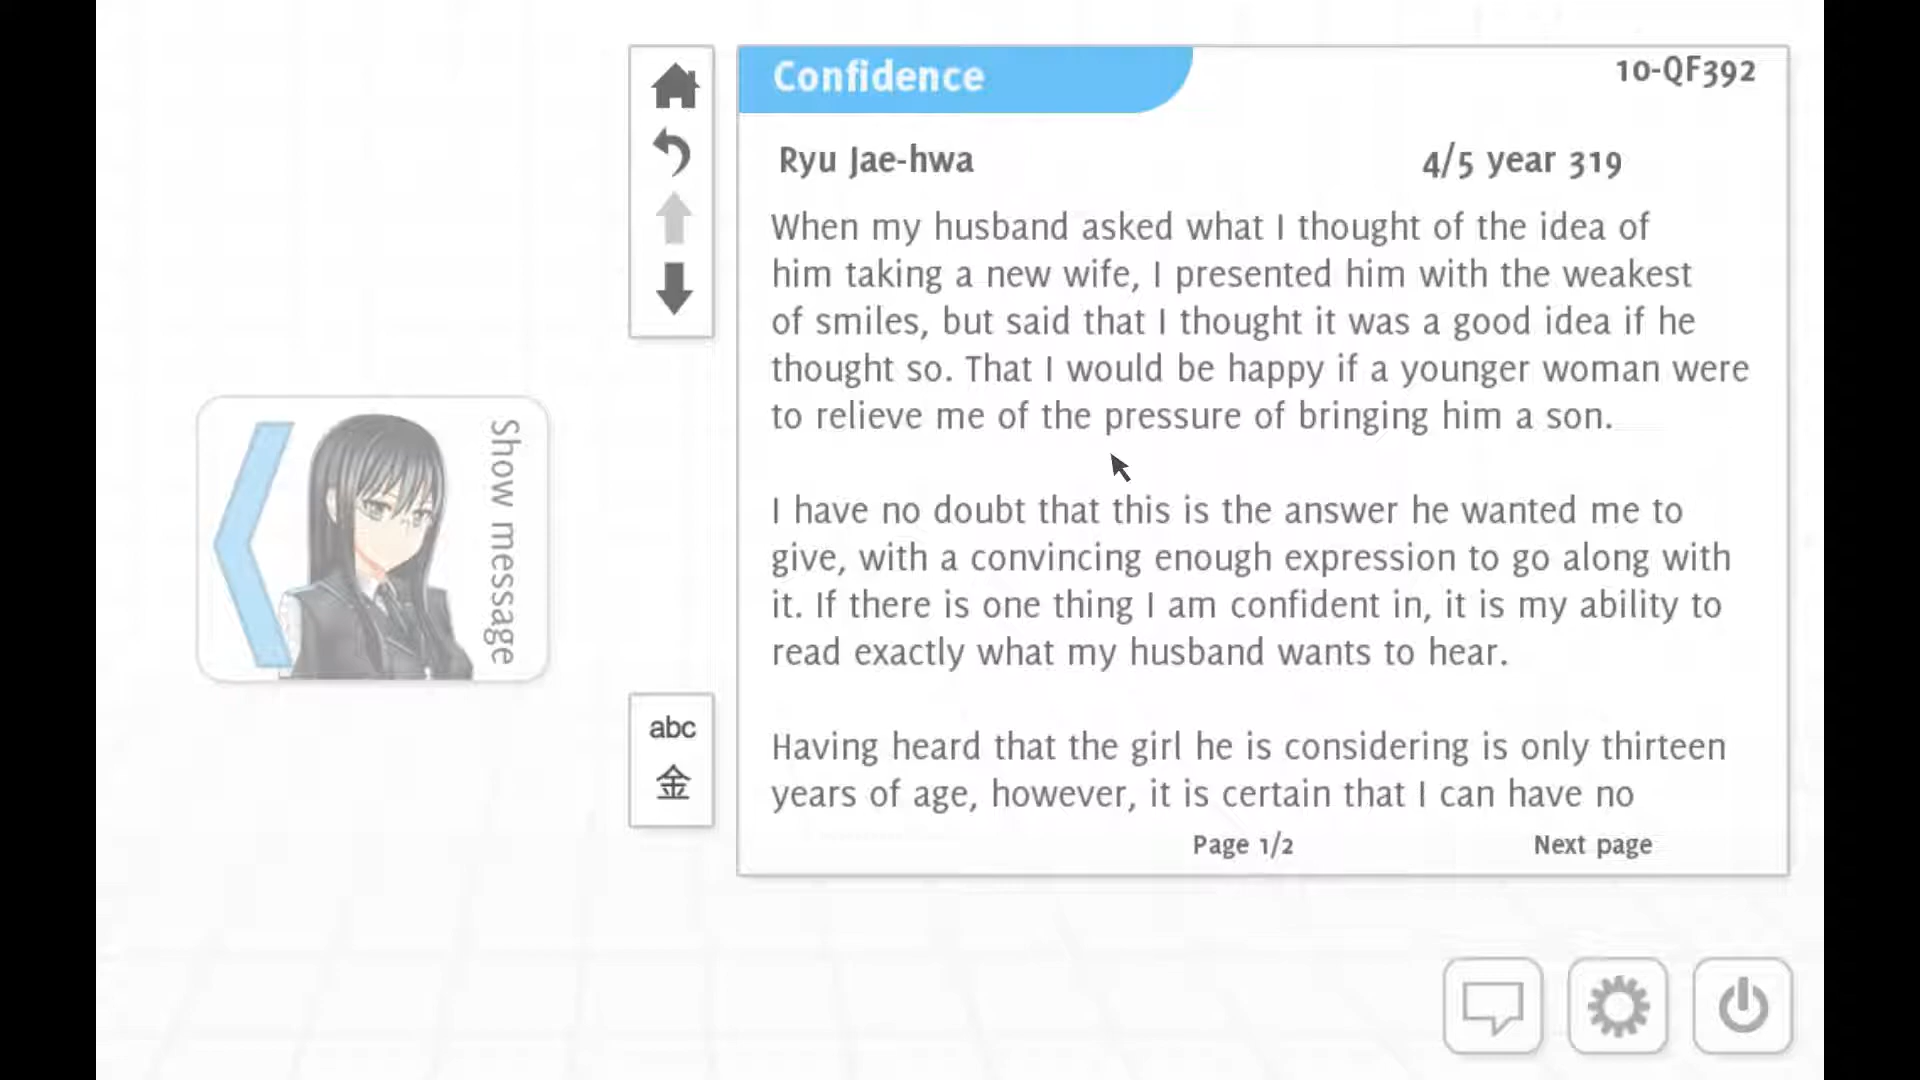 Confidence
10-QF392
Ryu Jae-hwa
4/5 year 319
When my husband asked what I thought of the idea of
him taking a new wife, I presented him with the weakest
of smiles, but said that I thought it was a good idea if he
thought so. That I would be happy if a younger woman were
to relieve me of the pressure of bringing him a son.
I have no doubt that this is the answer he wanted me to
give, with a convincing enough expression to go along with
it. If there is one thing I am confident in, it is my ability to
read exactly what my husband wants to hear.
Having heard that the girl he is considering is only thirteen
years of age, however, it is certain that I can have no
Page 1/2
Next page
Show message
abc
金